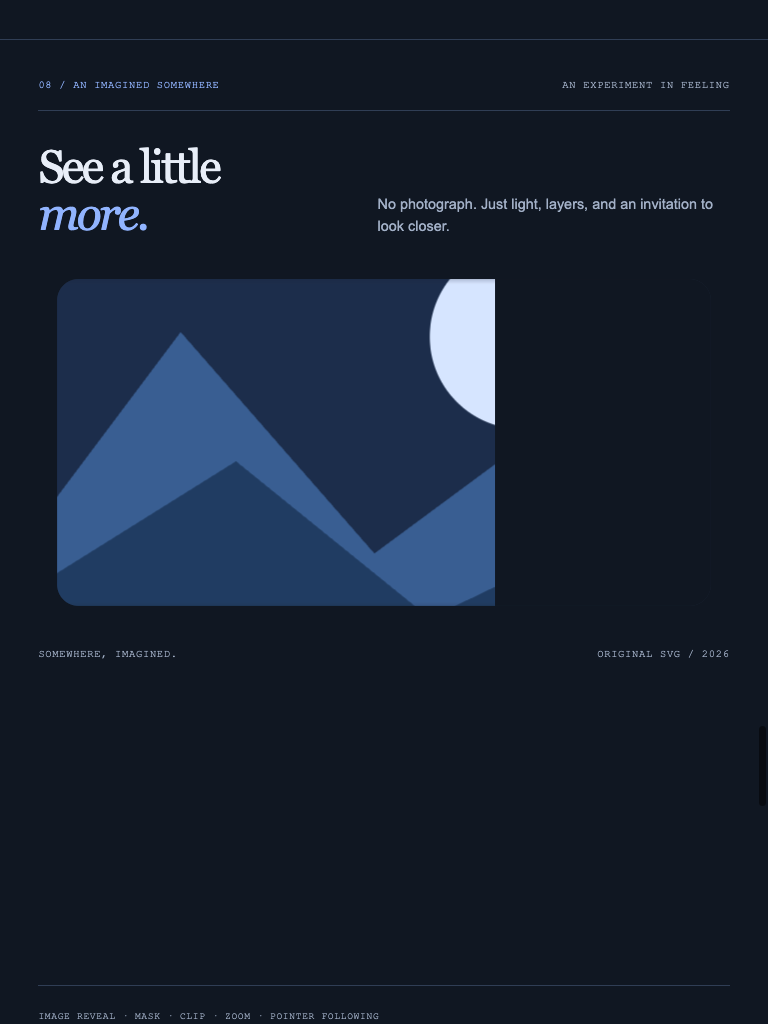 08 / AN IMAGINED SOMEWHERE
AN EXPERIMENT IN FEELING
See a little
more.
No photograph. Just light, layers, and an invitation to
look closer.
SOMEWHERE, IMAGINED.
ORIGINAL SVG / 2026
IMAGE REVEAL · MASK · CLIP · ZOOM · POINTER FOLLOWING